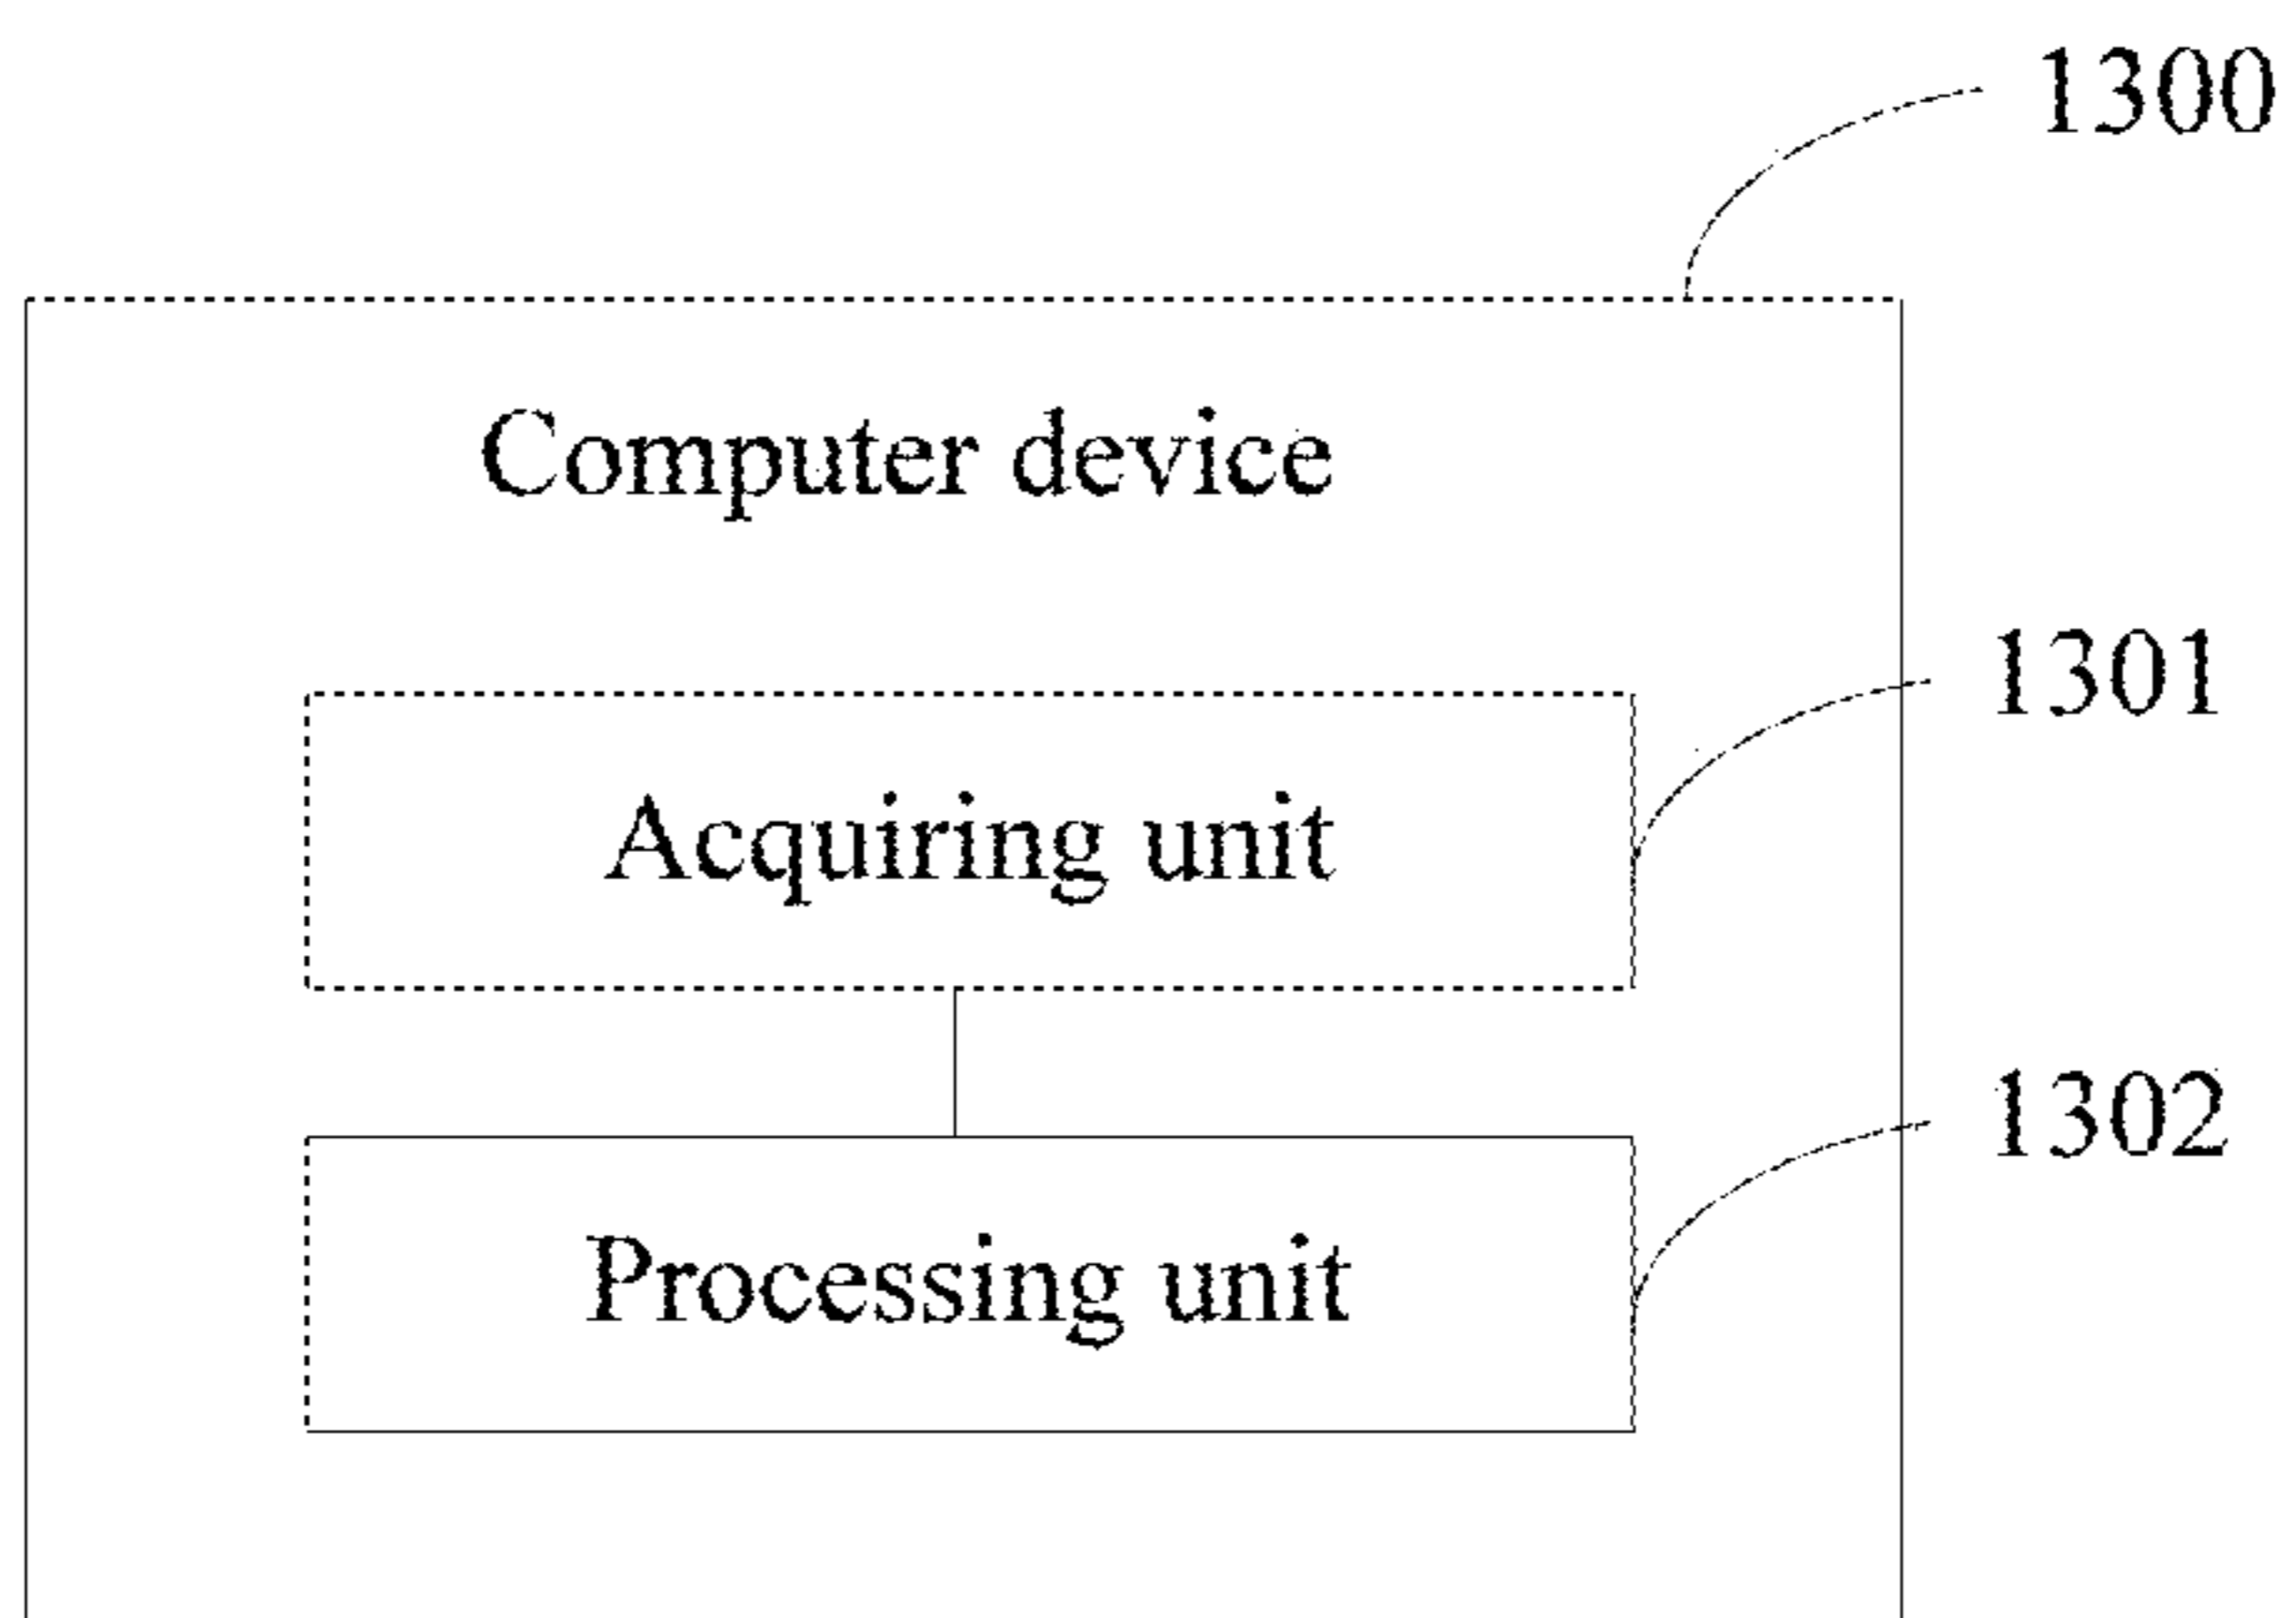 1300
Computer device
1301
Acquiring unit
1302
Processing unit